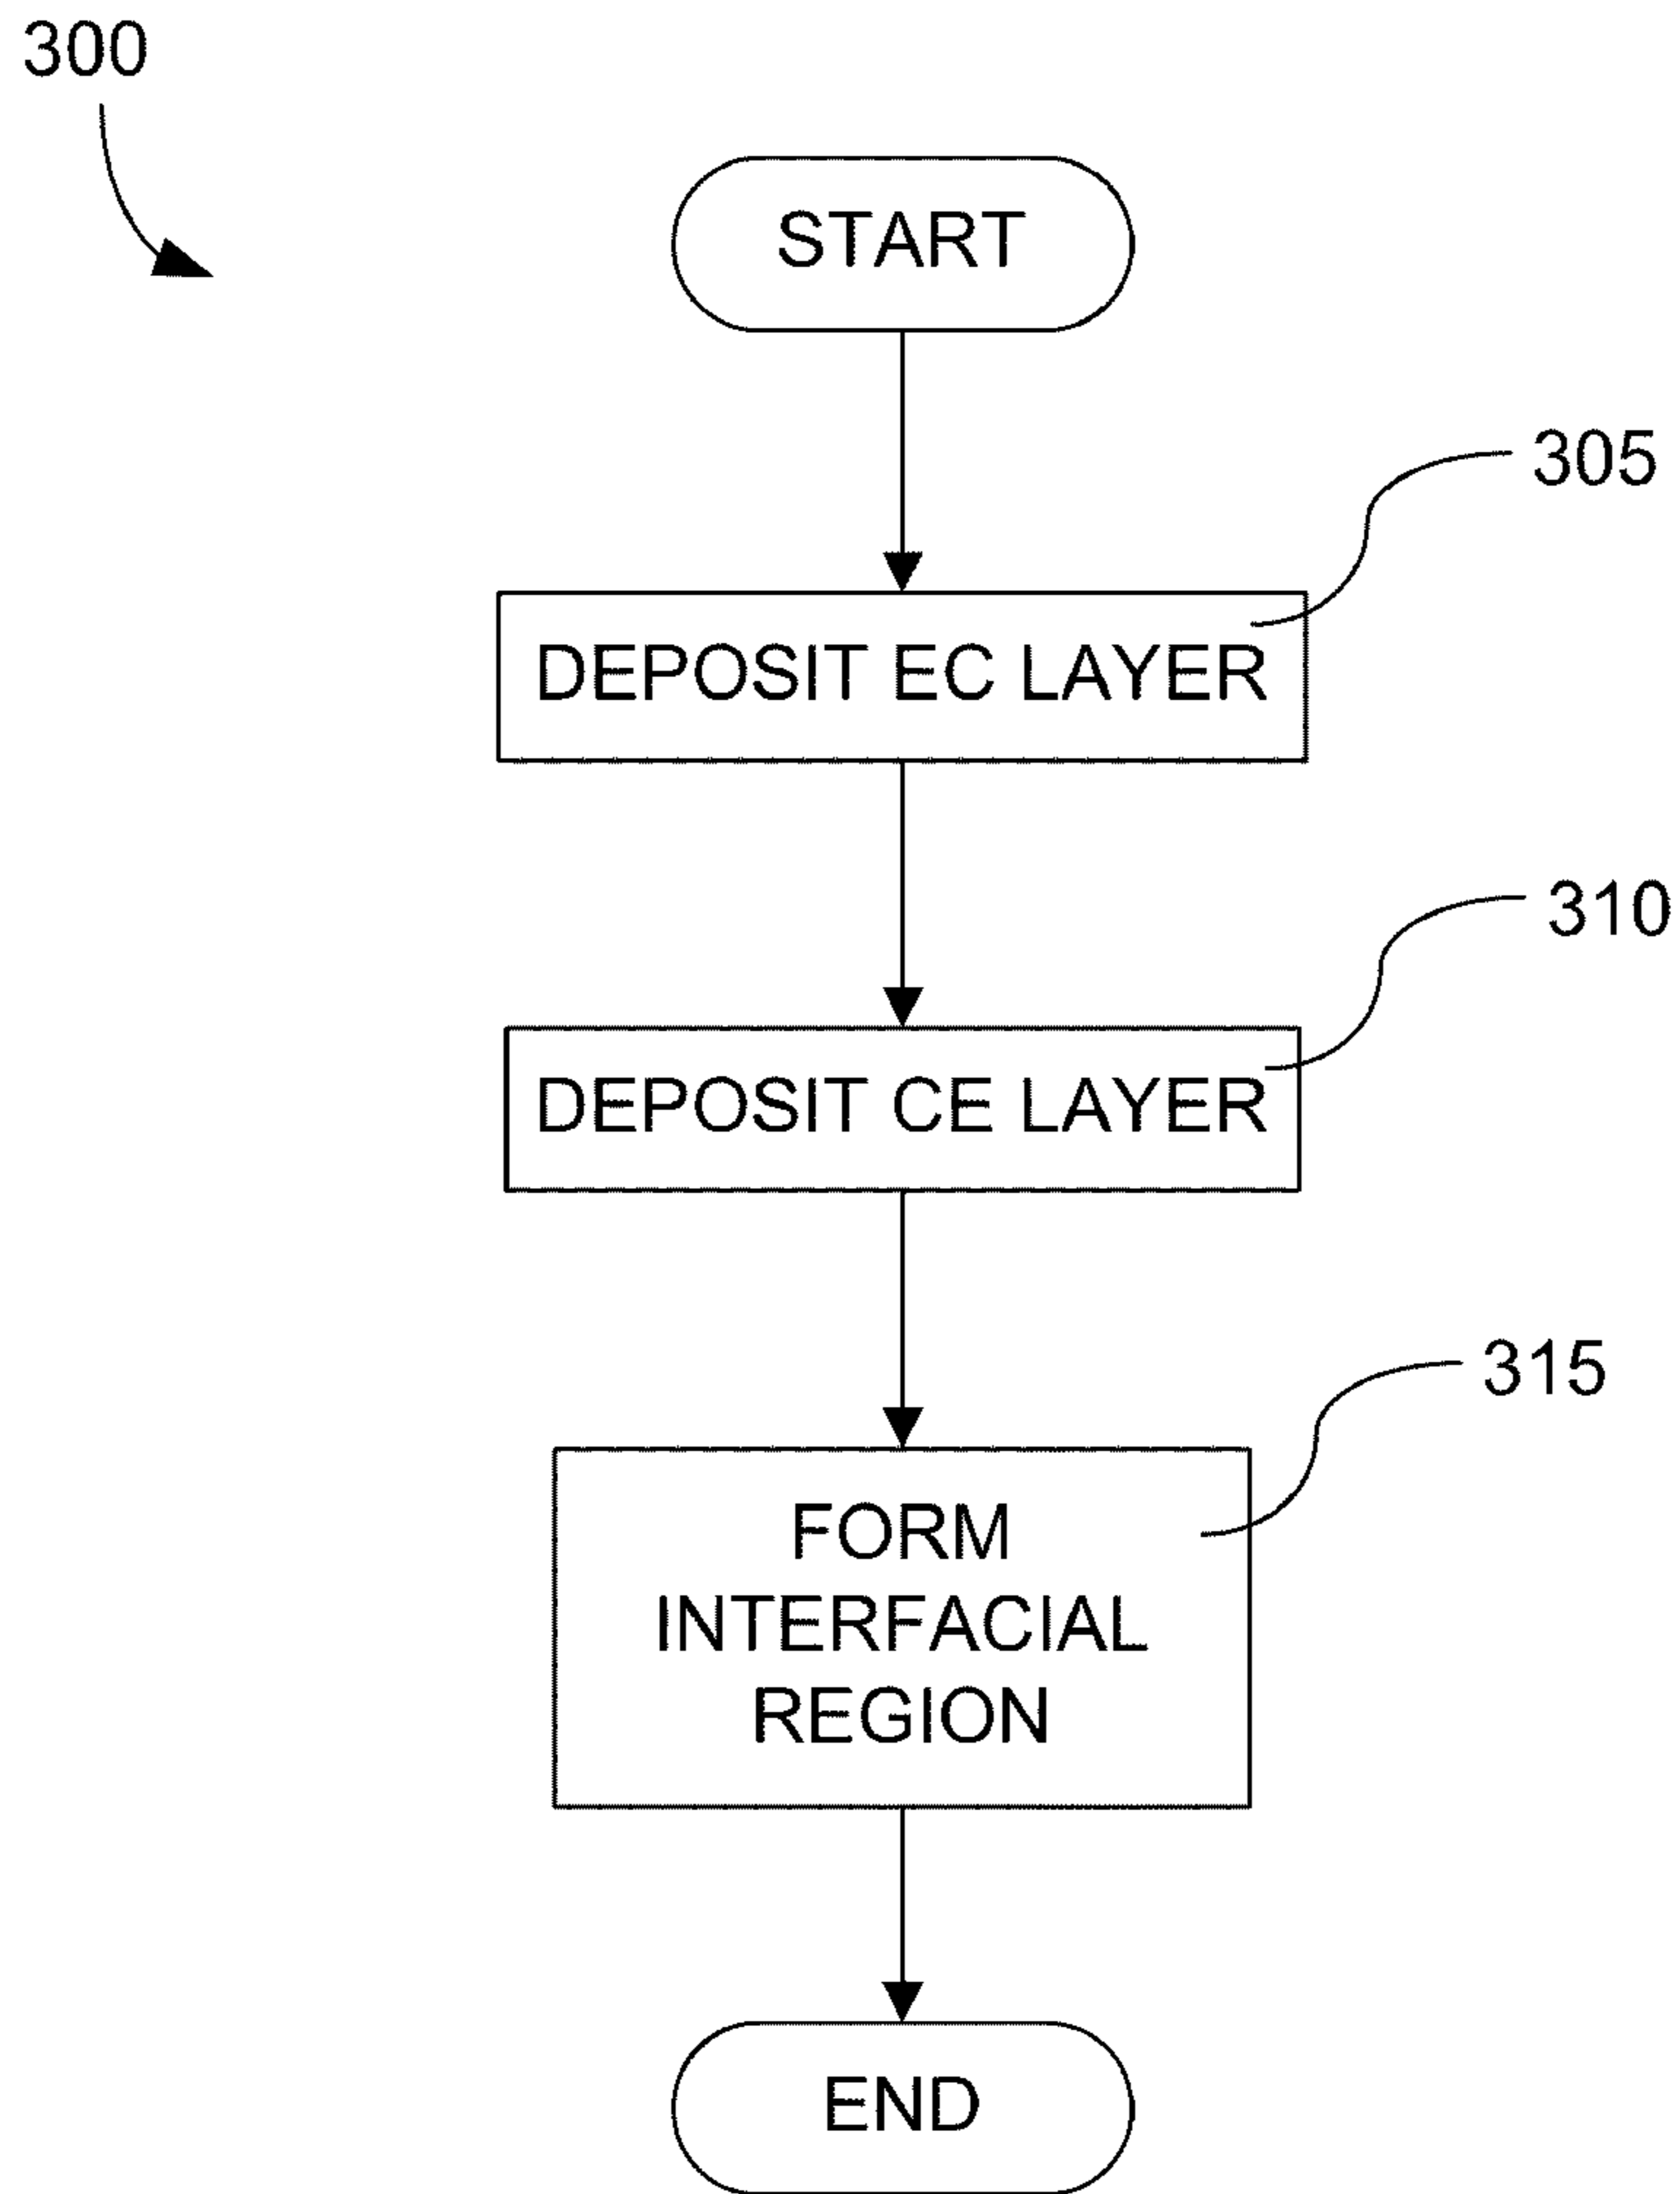 300
START
305
DEPOSIT EC LAYER
310
DEPOSIT CE LAYER
315
FORM
INTERFACIAL
REGION
END